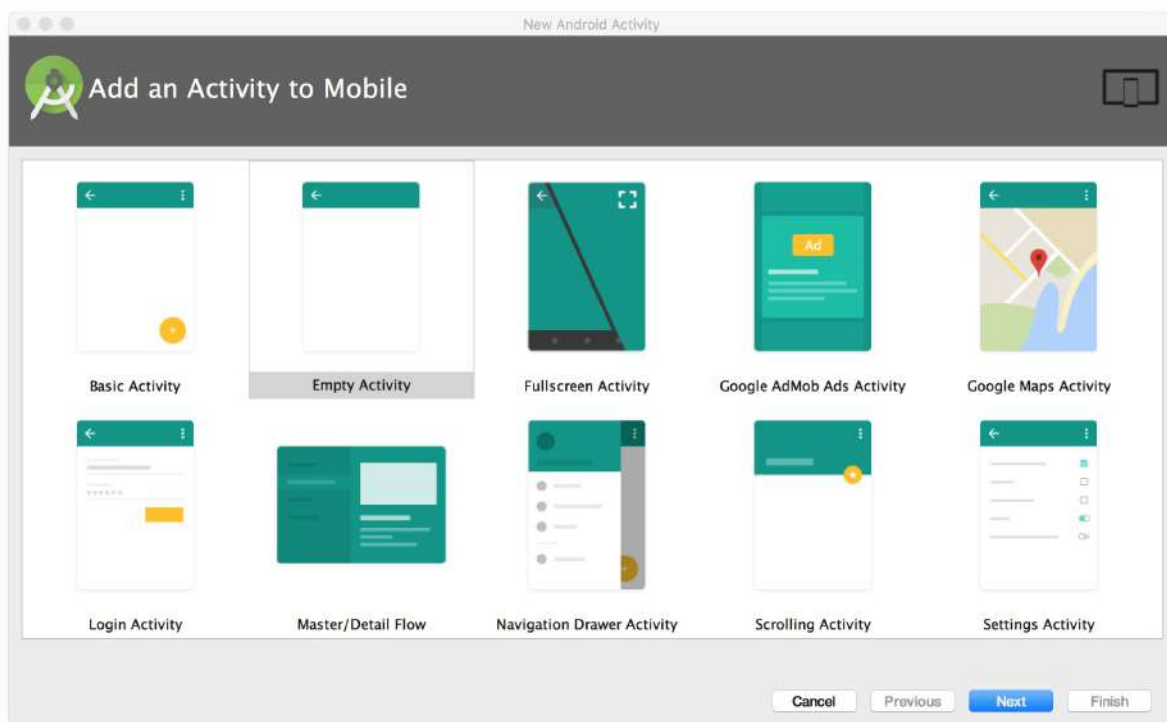 New Android Activity
Add an Activity to Mobile
Ad
Basic Activity
Empty Activity
Fullscreen Activity
Google AdMob Ads Activity
Google Maps Activity
Login Activity
Master/Detail Flow
Navigation Drawer Activity
Scrolling Activity
Settings Activity
Cancel
Previous
Next
Finish